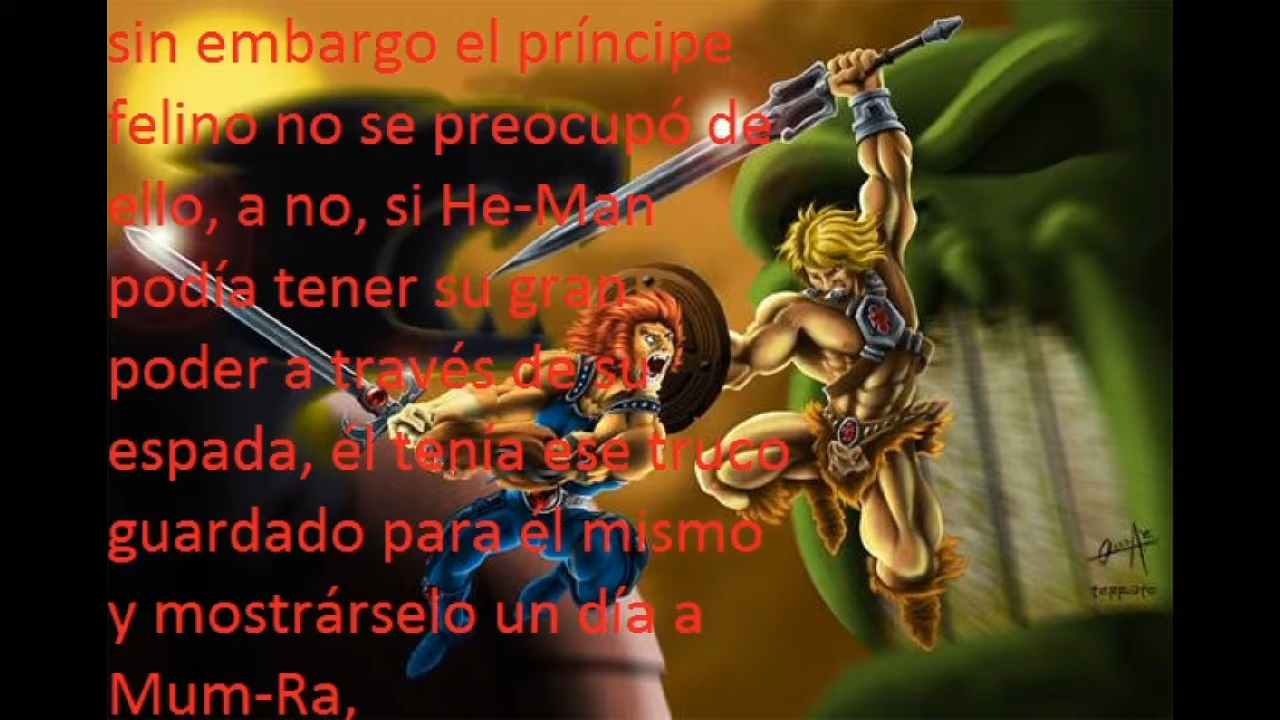 sin embargo el príncipe
felino no se preocupó de
ello, a no, si He-Man
podía tener su gran
poder a través de su
espada, él tenía ese truco
guardado para el mismo
y mostrárselo un día a
Mum-Ra,